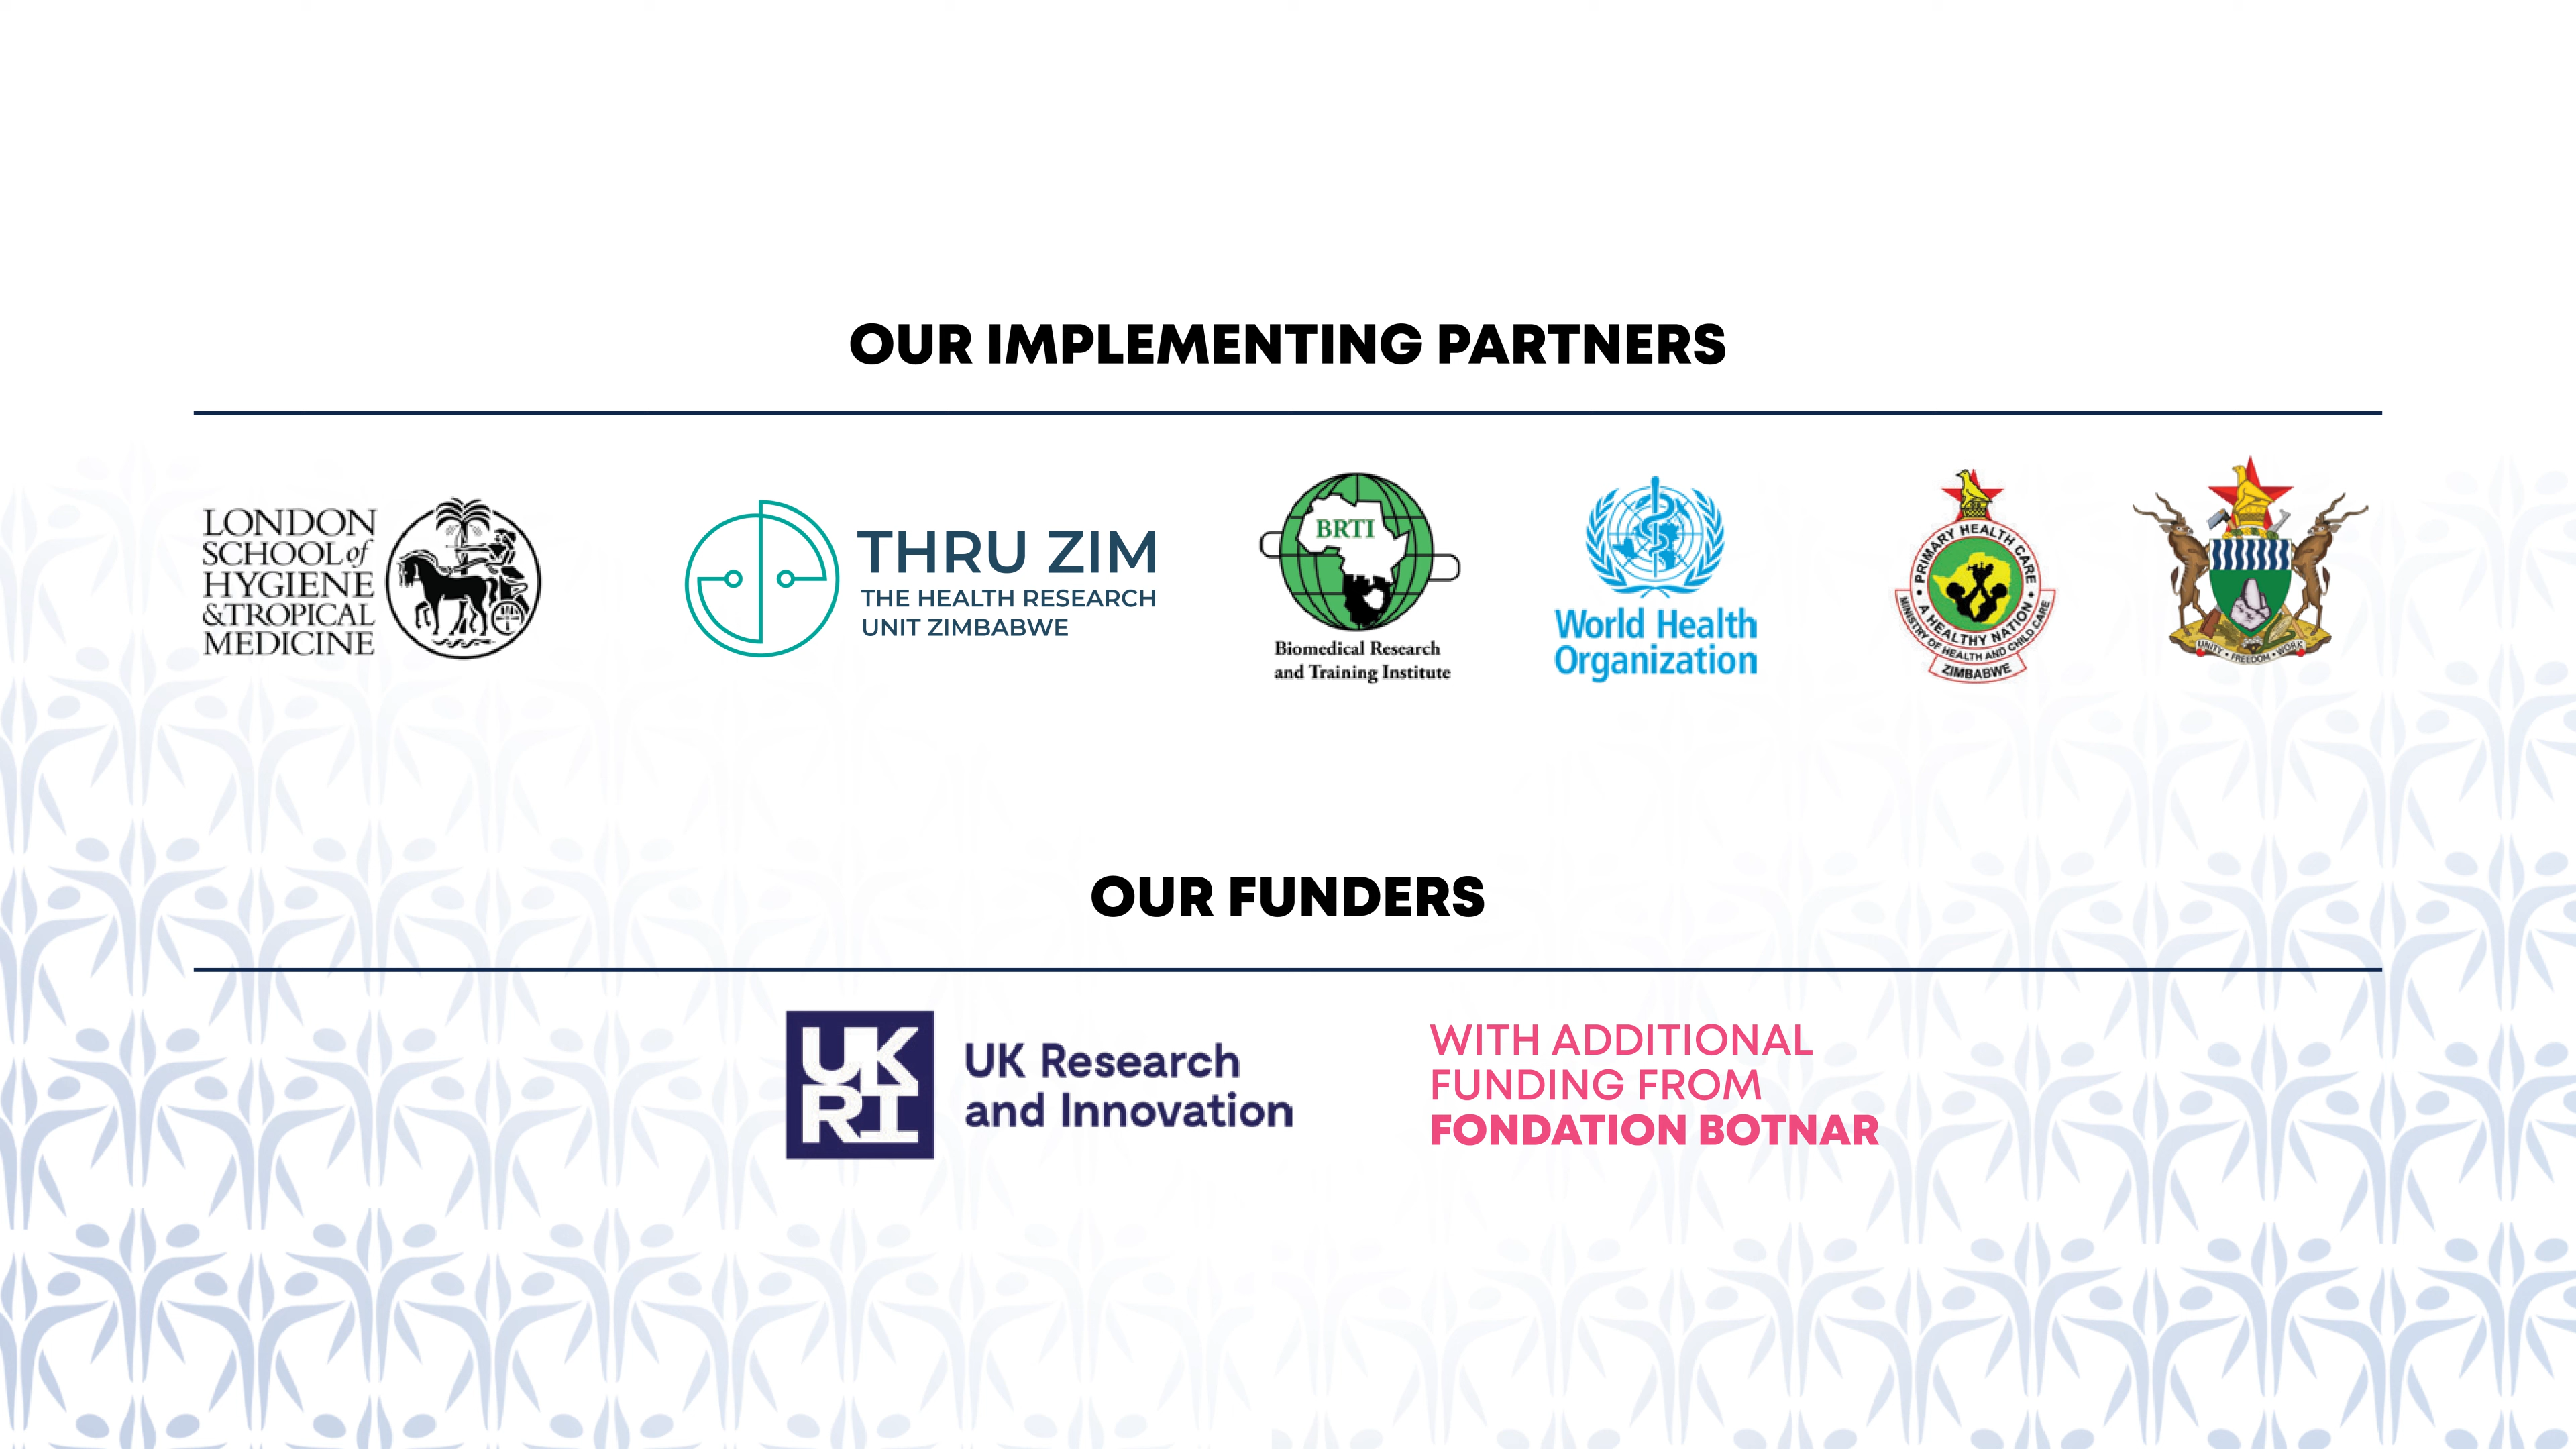 OUR IMPLEMENTING PARTNERS
LONDON
SCHOOL of
HYGIENE
&TROPICAL
MEDICINE
THRU ZIM
THE HEALTH RESEARCH
UNIT ZIMBABWE
BRTI
Biomedical Research
and Training Institute
World Health
Organization
PRIMARY HEALTH CARE
• A HEALTHY NATION •
MINISTRY OF HEALTH AND CHILD CARE
ZIMBABWE
UNITY • FREEDOM • WORK
OUR FUNDERS
UK
RI
UK Research
and Innovation
WITH ADDITIONAL
FUNDING FROM
FONDATION BOTNAR